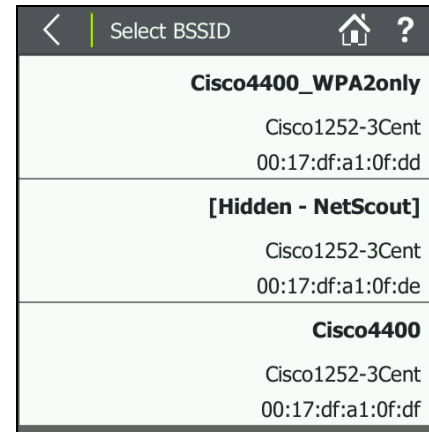 Select BSSID ?
Cisco4400_WPA2only
Cisco1252-3Cent
00:17:df:a1:0f:dd
[Hidden - NetScout]
Cisco1252-3Cent
00:17:df:a1:0f:de
Cisco4400
Cisco1252-3Cent
00:17:df:a1:0f:df